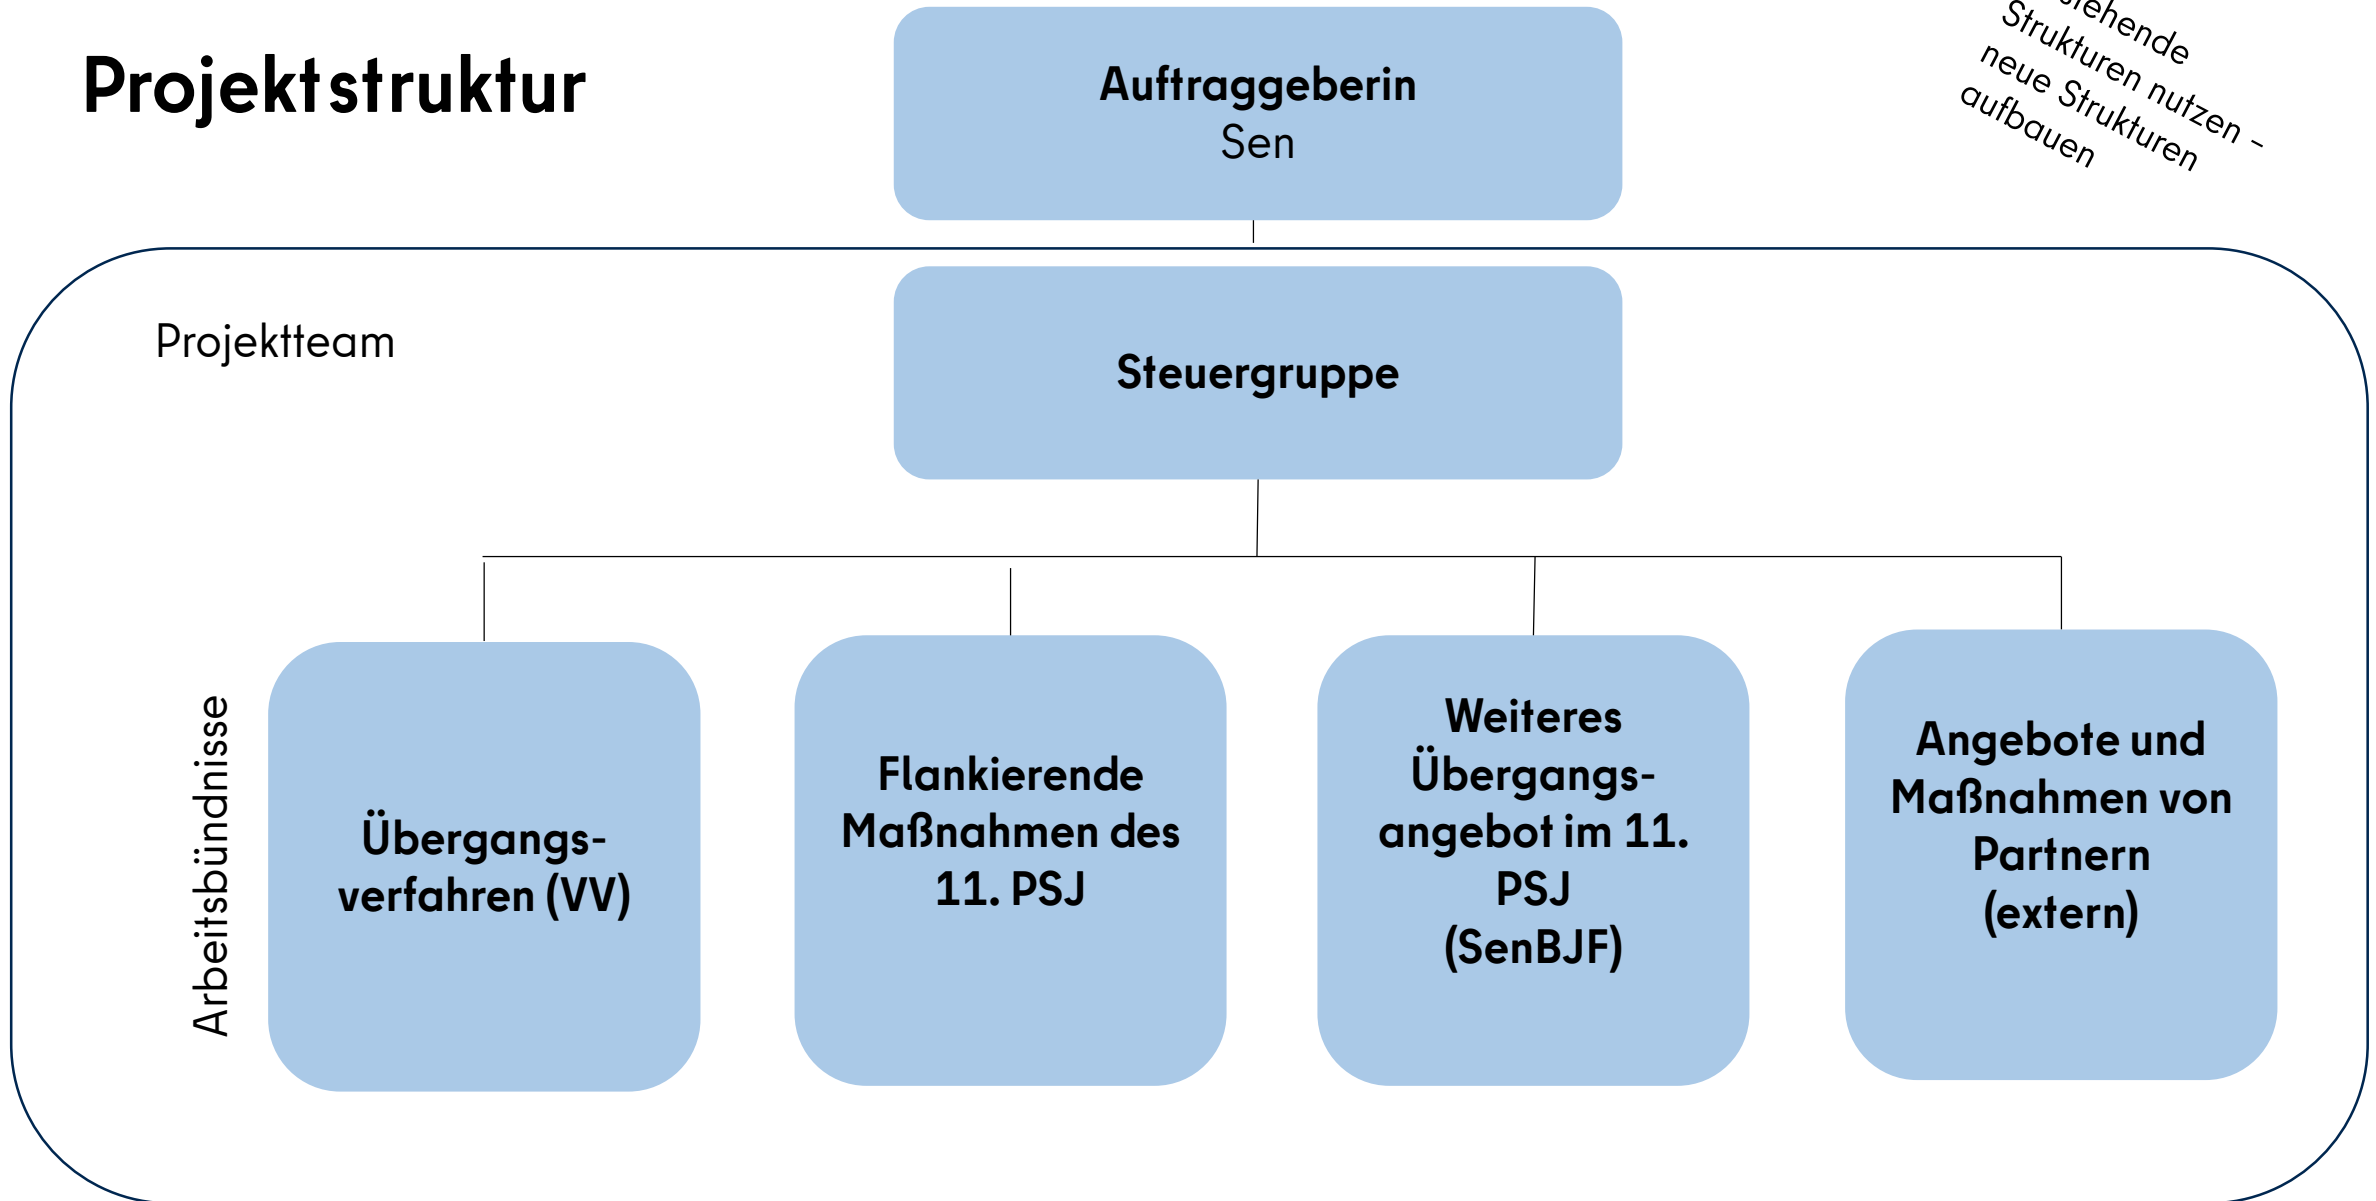 Projektstruktur
Auftraggeberin
Sen
Strukturen nutzen -
neue Strukturen
aufbauen
Projektteam
Steuergruppe
Arbeitsbündnisse
Übergangs-
verfahren (VV)
Flankierende
Maßnahmen des
11. PSJ
Weiteres
Übergangs-
angebot im 11.
PSJ
(SenBJF)
Angebote und
Maßnahmen von
Partnern
(extern)